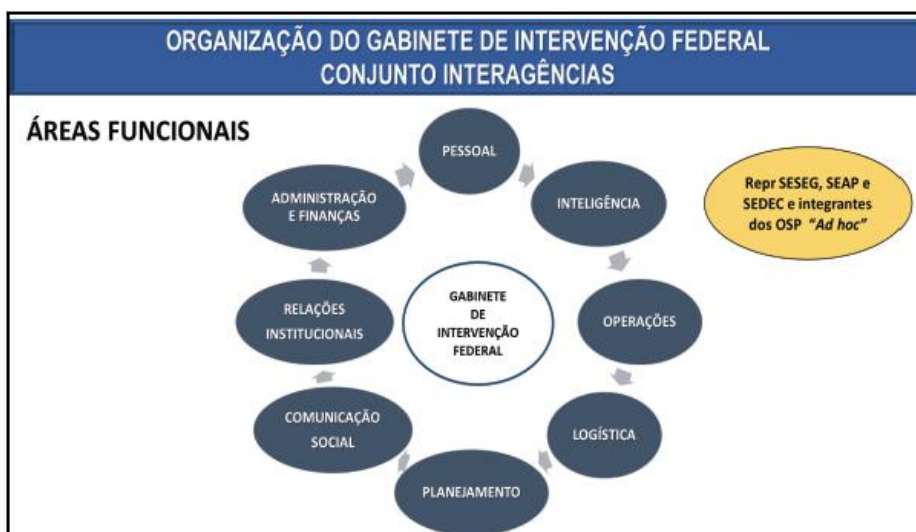 ORGANIZAÇÃO DO GABINETE DE INTERVENÇÃO FEDERAL
CONJUNTO INTERAGÊNCIAS
ÁREAS FUNCIONAIS
PESSOAL
INTELIGÊNCIA
OPERAÇÕES
LOGÍSTICA
PLANEJAMENTO
COMUNICAÇÃO
SOCIAL
RELAÇÕES
INSTITUCIONAIS
ADMINISTRAÇÃO
E FINANÇAS
GABINETE
DE
INTERVENÇÃO
FEDERAL
Repr SESEG, SEAP e
SEDEC e integrantes
dos OSP “Ad hoc”